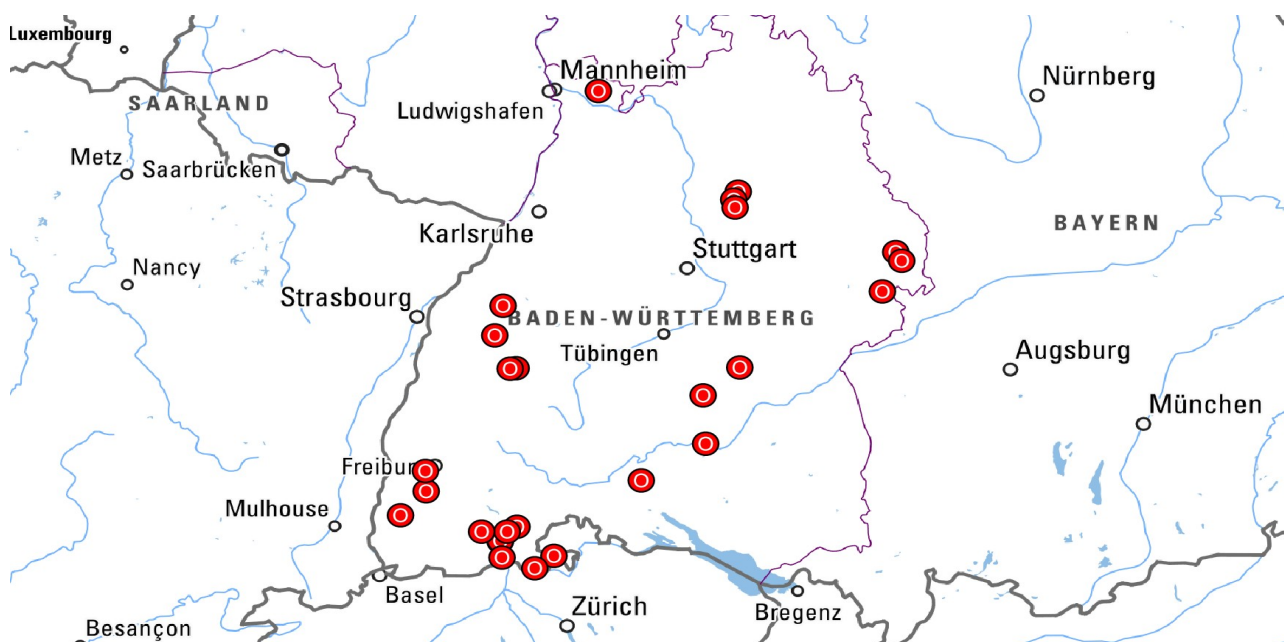 Luxembourg
Mannheim
Nürnberg
SAARLAND
Ludwigshafen
Metz
Saarbrücken
Karlsruhe
BAYERN
Stuttgart
Nancy
Strasbourg
BADEN-WÜRTTEMBERG
Tübingen
Augsburg
München
Freibur
Mulhouse
Basel
Zürich
Bregenz
Besançon